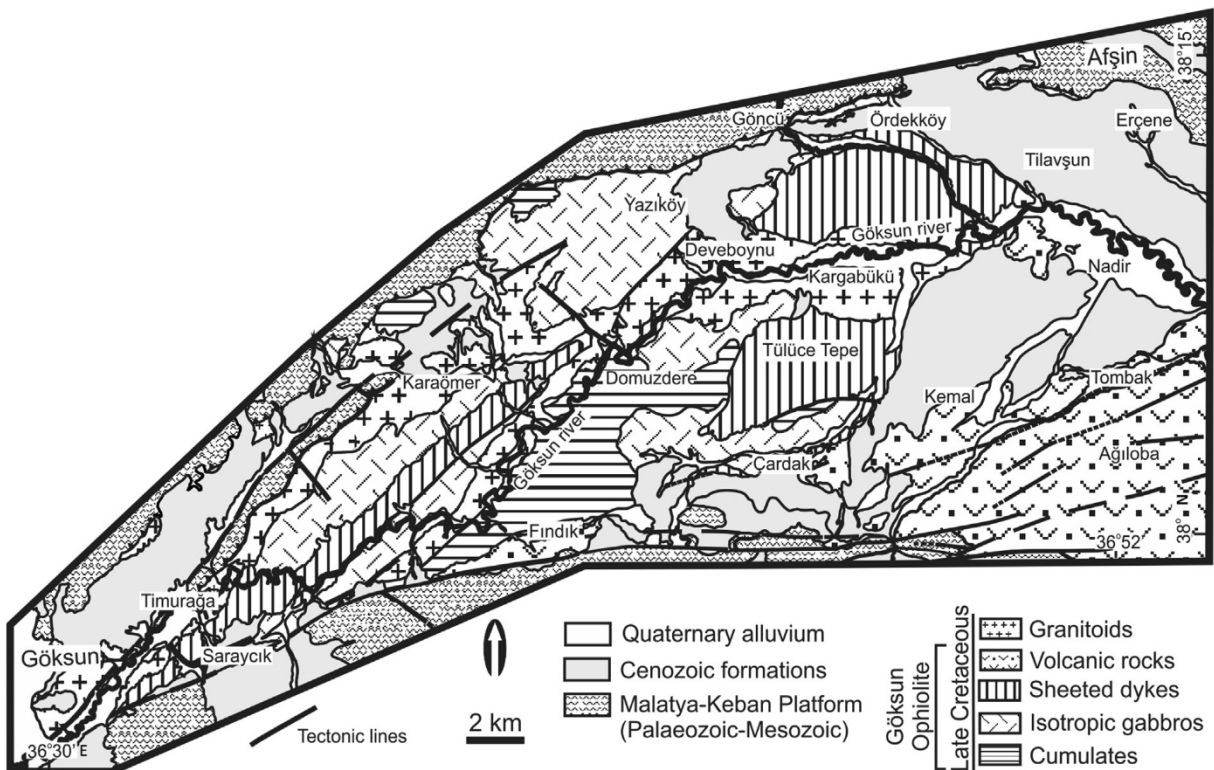 Afşin
38°15'
Göncü
Ördekköy
Erçene
Tilavşun
Yazıköy
Göksun river
Deveboynu
Nadir
Kargabükü
Tülüce Tepe
Domuzdere
Karaömer
Tombak
Kemal
Göksun river
Ağıloba
Çardak
38° N
Fındık
36°52'
Timurağa
Saraycık
Göksun
36°30' E
Tectonic lines
2 km
Quaternary alluvium
Cenozoic formations
Malatya-Keban Platform
(Palaeozoic-Mesozoic)
Göksun
Ophiolite
Late Cretaceous
Granitoids
Volcanic rocks
Sheeted dykes
Isotropic gabbros
Cumulates